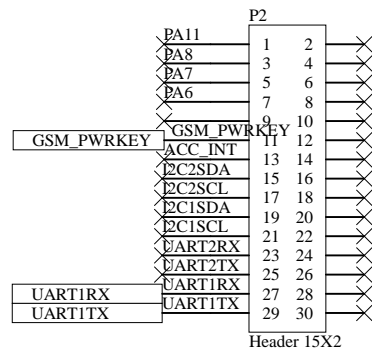 P2
PA11 1 2
PA8 3 4
PA7 5 6
PA6 7 8
9 10
GSM_PWRKEY GSM_PWRKEY 11 12
ACC_INT 13 14
I2C2SDA 15 16
I2C2SCL 17 18
I2C1SDA 19 20
I2C1SCL 21 22
UART2RX 23 24
UART2TX 25 26
UART1RX UART1RX 27 28
UART1TX UART1TX 29 30
Header 15X2